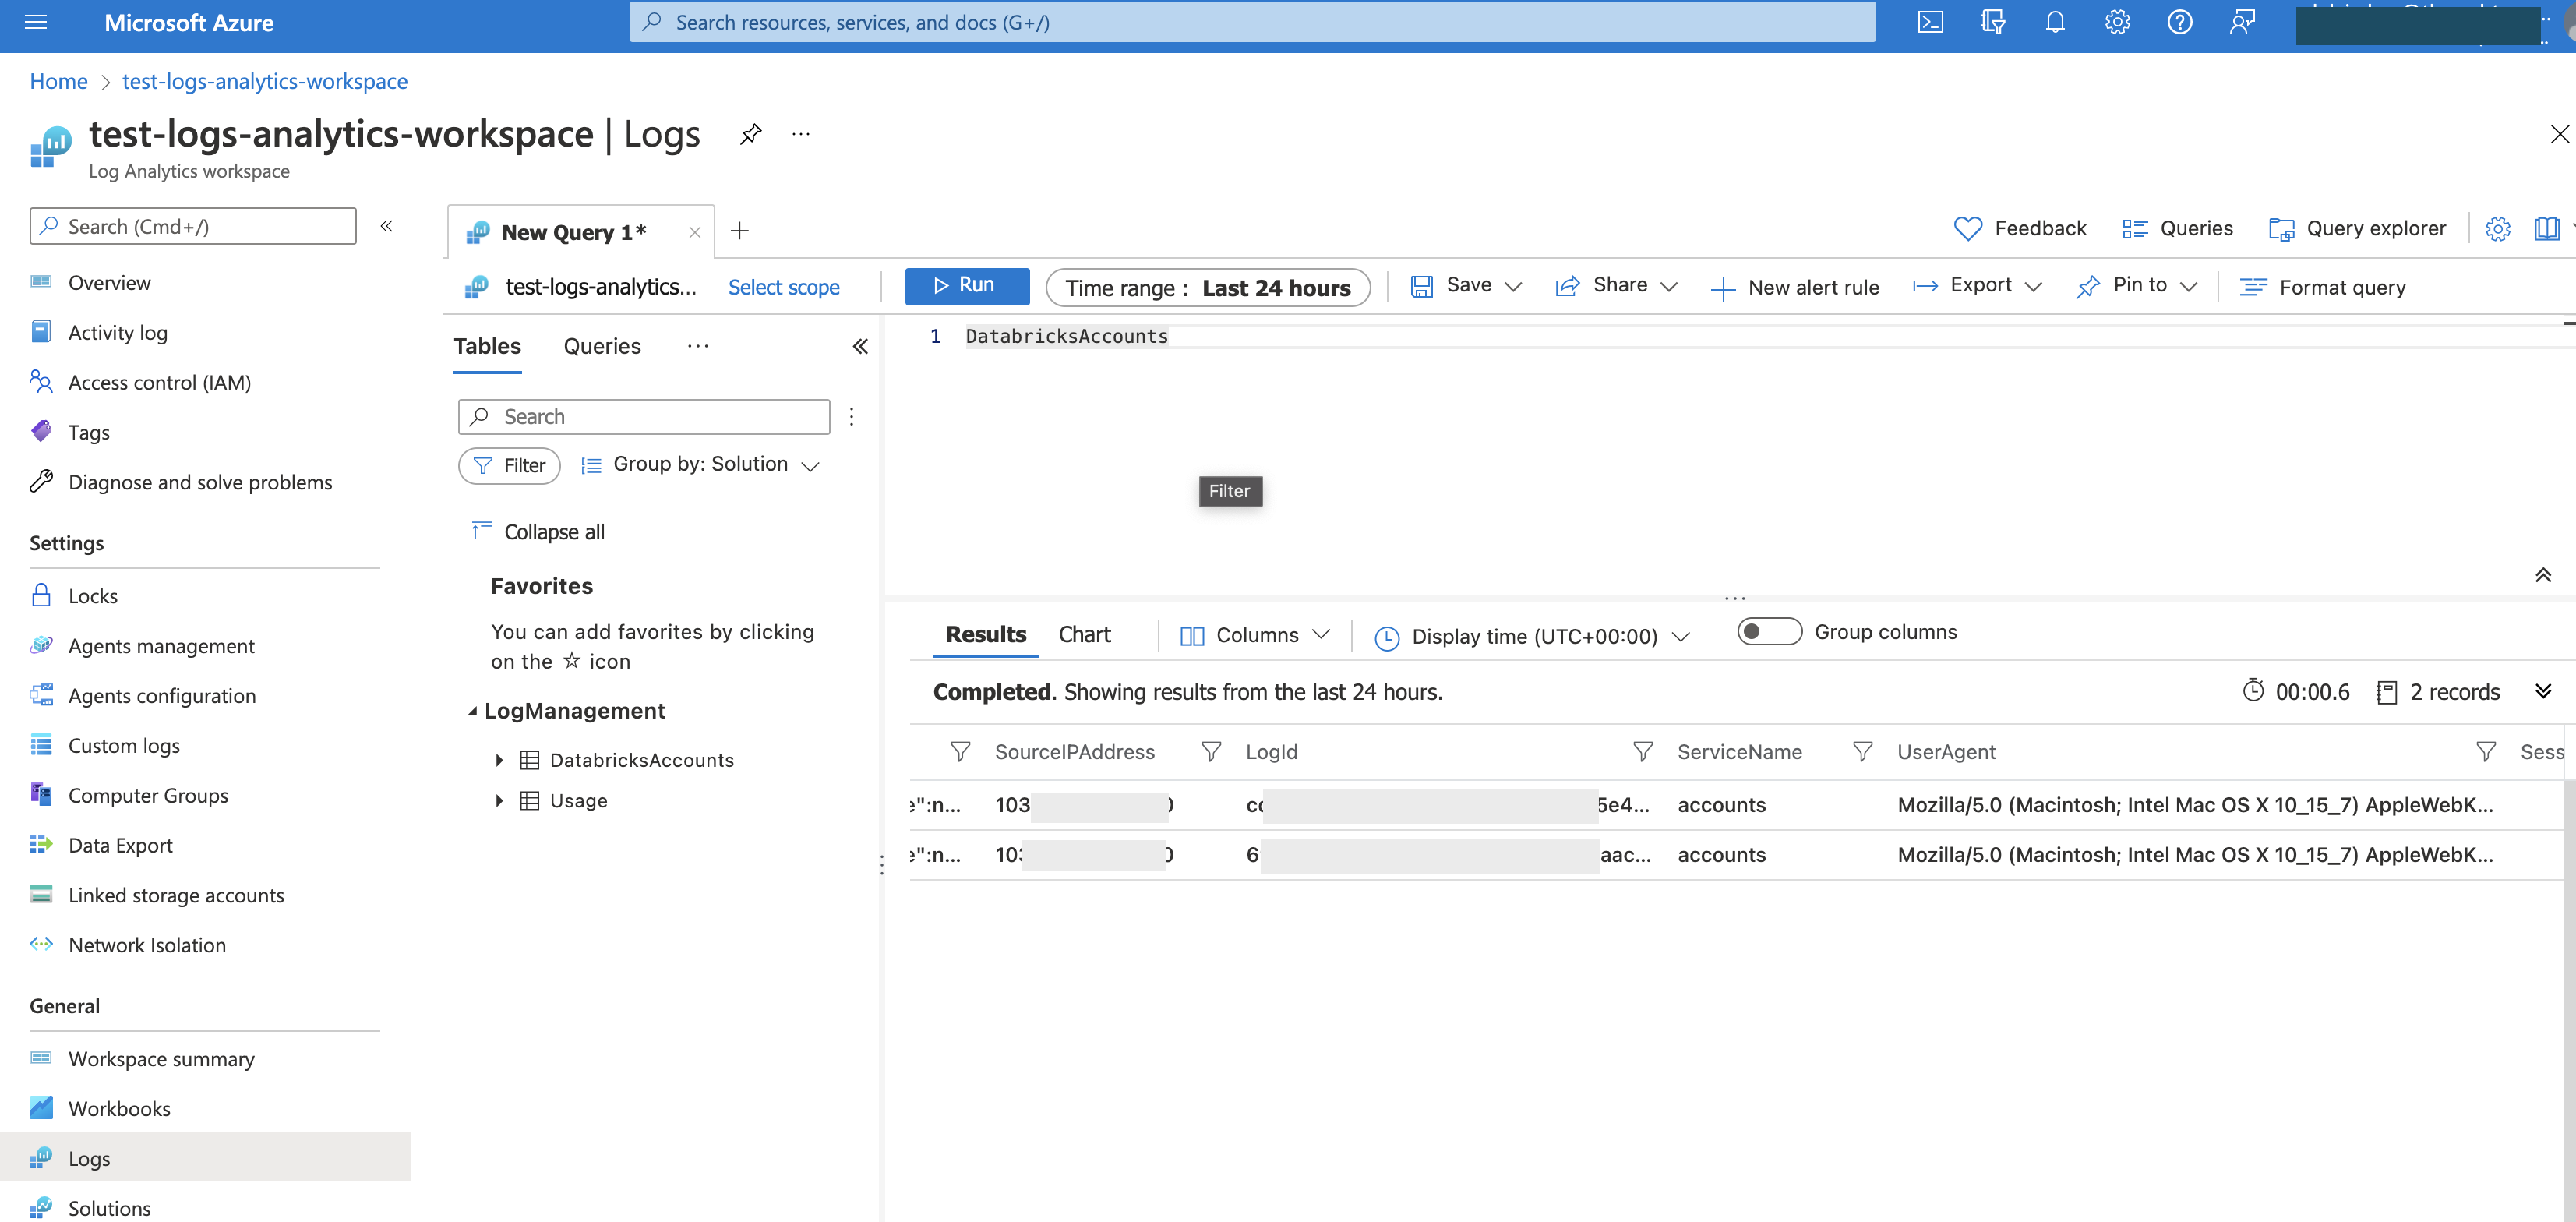 Microsoft Azure
Search resources, services, and docs (G+/)
Home > test-logs-analytics-workspace
test-logs-analytics-workspace | Logs
Log Analytics workspace
Search (Cmd+/)
Overview
Activity log
Access control (IAM)
Tags
Diagnose and solve problems
Settings
Locks
Agents management
Agents configuration
Custom logs
Computer Groups
Data Export
Linked storage accounts
Network Isolation
General
Workspace summary
Workbooks
Logs
Solutions
New Query 1*
Feedback
Queries
Query explorer
test-logs-analytics...
Select scope
Run
Time range : Last 24 hours
Save
Share
New alert rule
Export
Pin to
Format query
Tables
Queries
Search
Filter
Group by: Solution
Collapse all
Favorites
You can add favorites by clicking
on the ☆ icon
LogManagement
DatabricksAccounts
Usage
1 DatabricksAccounts
Filter
Results
Chart
Columns
Display time (UTC+00:00)
Group columns
Completed. Showing results from the last 24 hours.
00:00.6
2 records
SourceIPAddress LogId ServiceName UserAgent Sess
e":n... 103 5e4... accounts Mozilla/5.0 (Macintosh; Intel Mac OS X 10_15_7) AppleWebK...
e":n... 103 6 aac... accounts Mozilla/5.0 (Macintosh; Intel Mac OS X 10_15_7) AppleWebK...